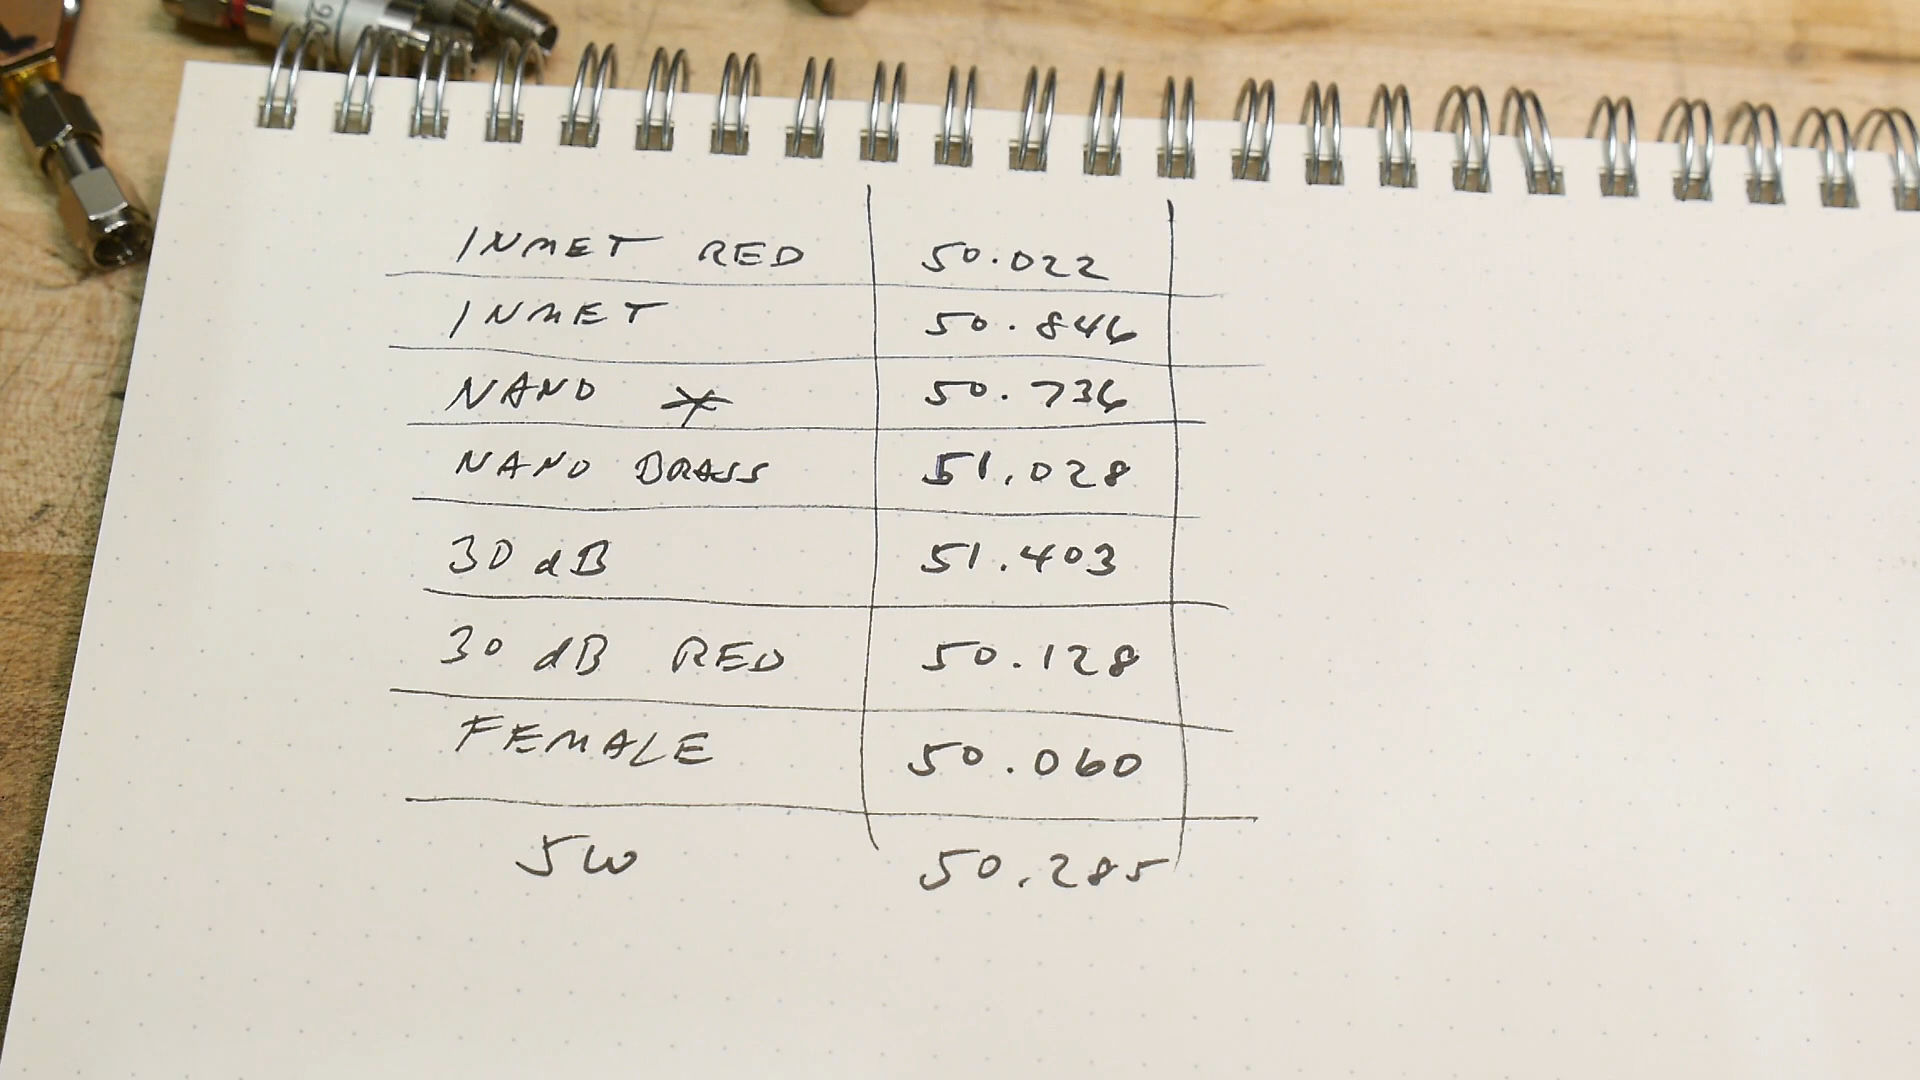 INMET RED 50.022
INMET 50.846
NANO * 50.736
NANO BRASS 51.028
30 dB 51.403
30 dB RED 50.128
FEMALE 50.060
5W 50.285